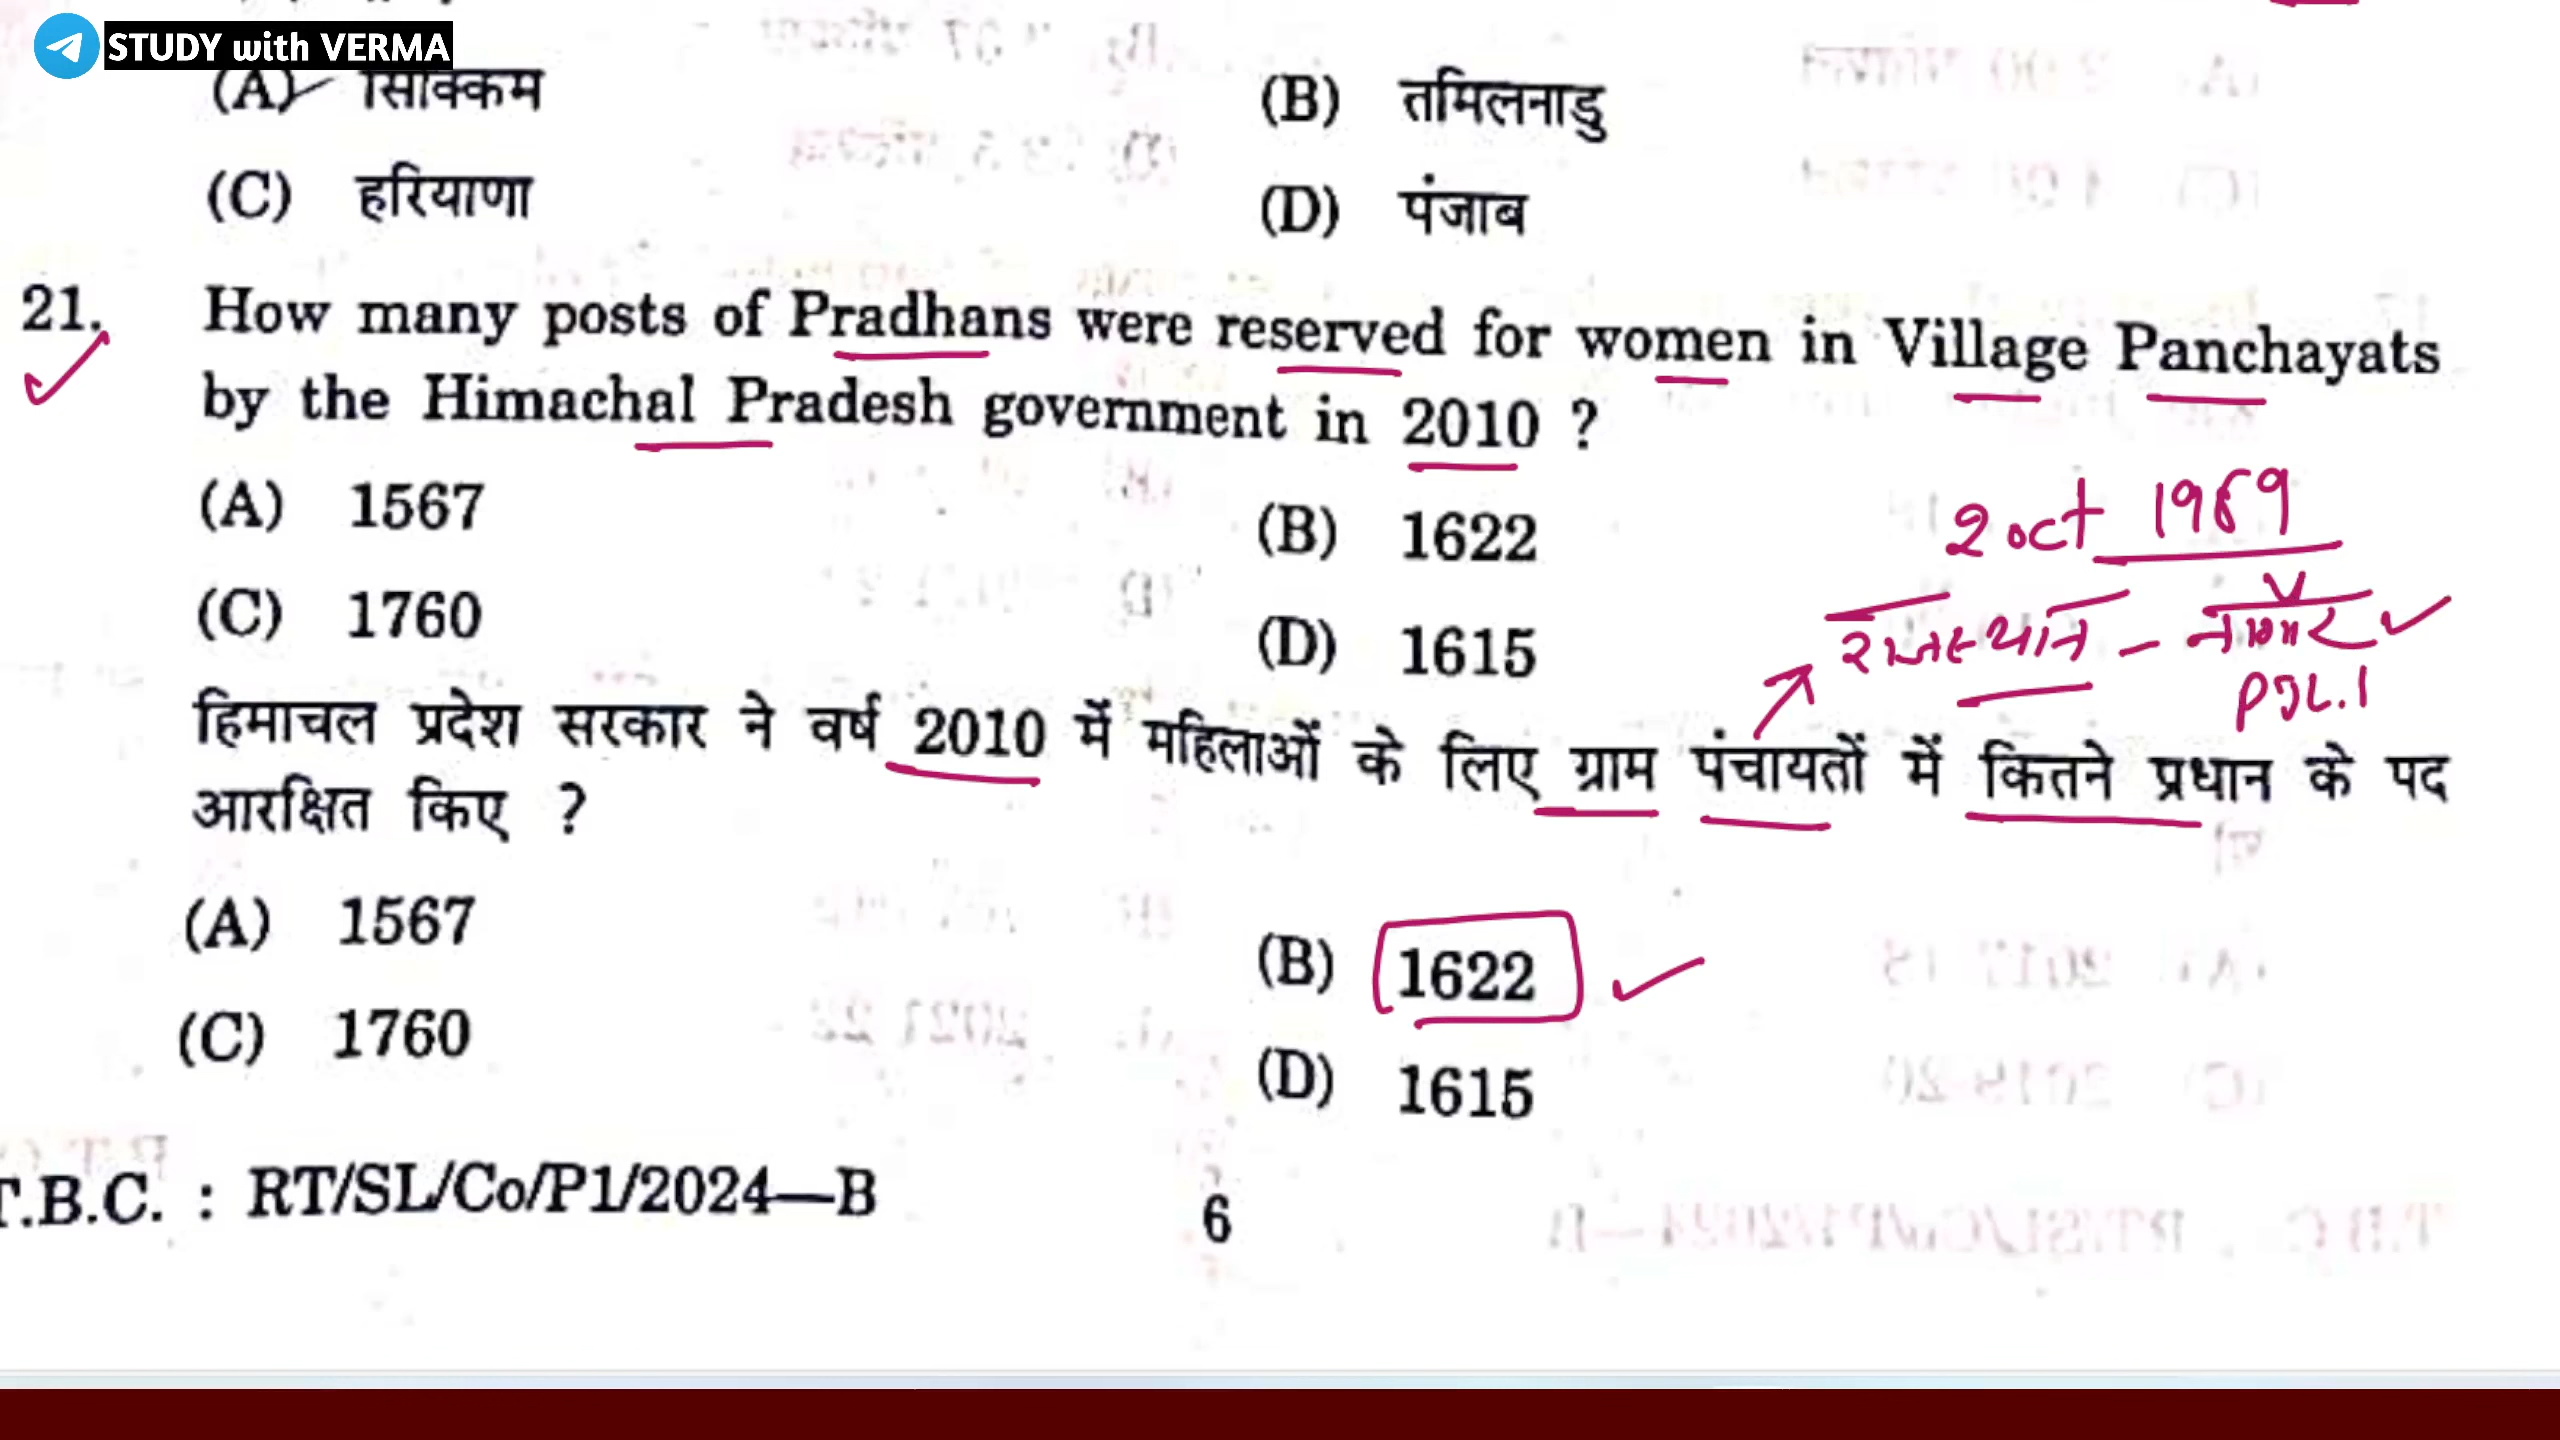 STUDY with VERMA
(A) सिक्किम (B) तमिलनाडु
(C) हरियाणा (D) पंजाब
21. How many posts of Pradhans were reserved for women in Village Panchayats
by the Himachal Pradesh government in 2010 ?
(A) 1567 (B) 1622
2 oct 1989
(C) 1760 (D) 1615
राजस्थान -
हिमाचल प्रदेश सरकार ने वर्ष 2010 में महिलाओं के लिए ग्राम पंचायतों में कितने प्रधान के पद
आरक्षित किए ?
(A) 1567 (B) 1622
(C) 1760 (D) 1615
T.B.C. : RT/SL/Co/P1/2024—B 6